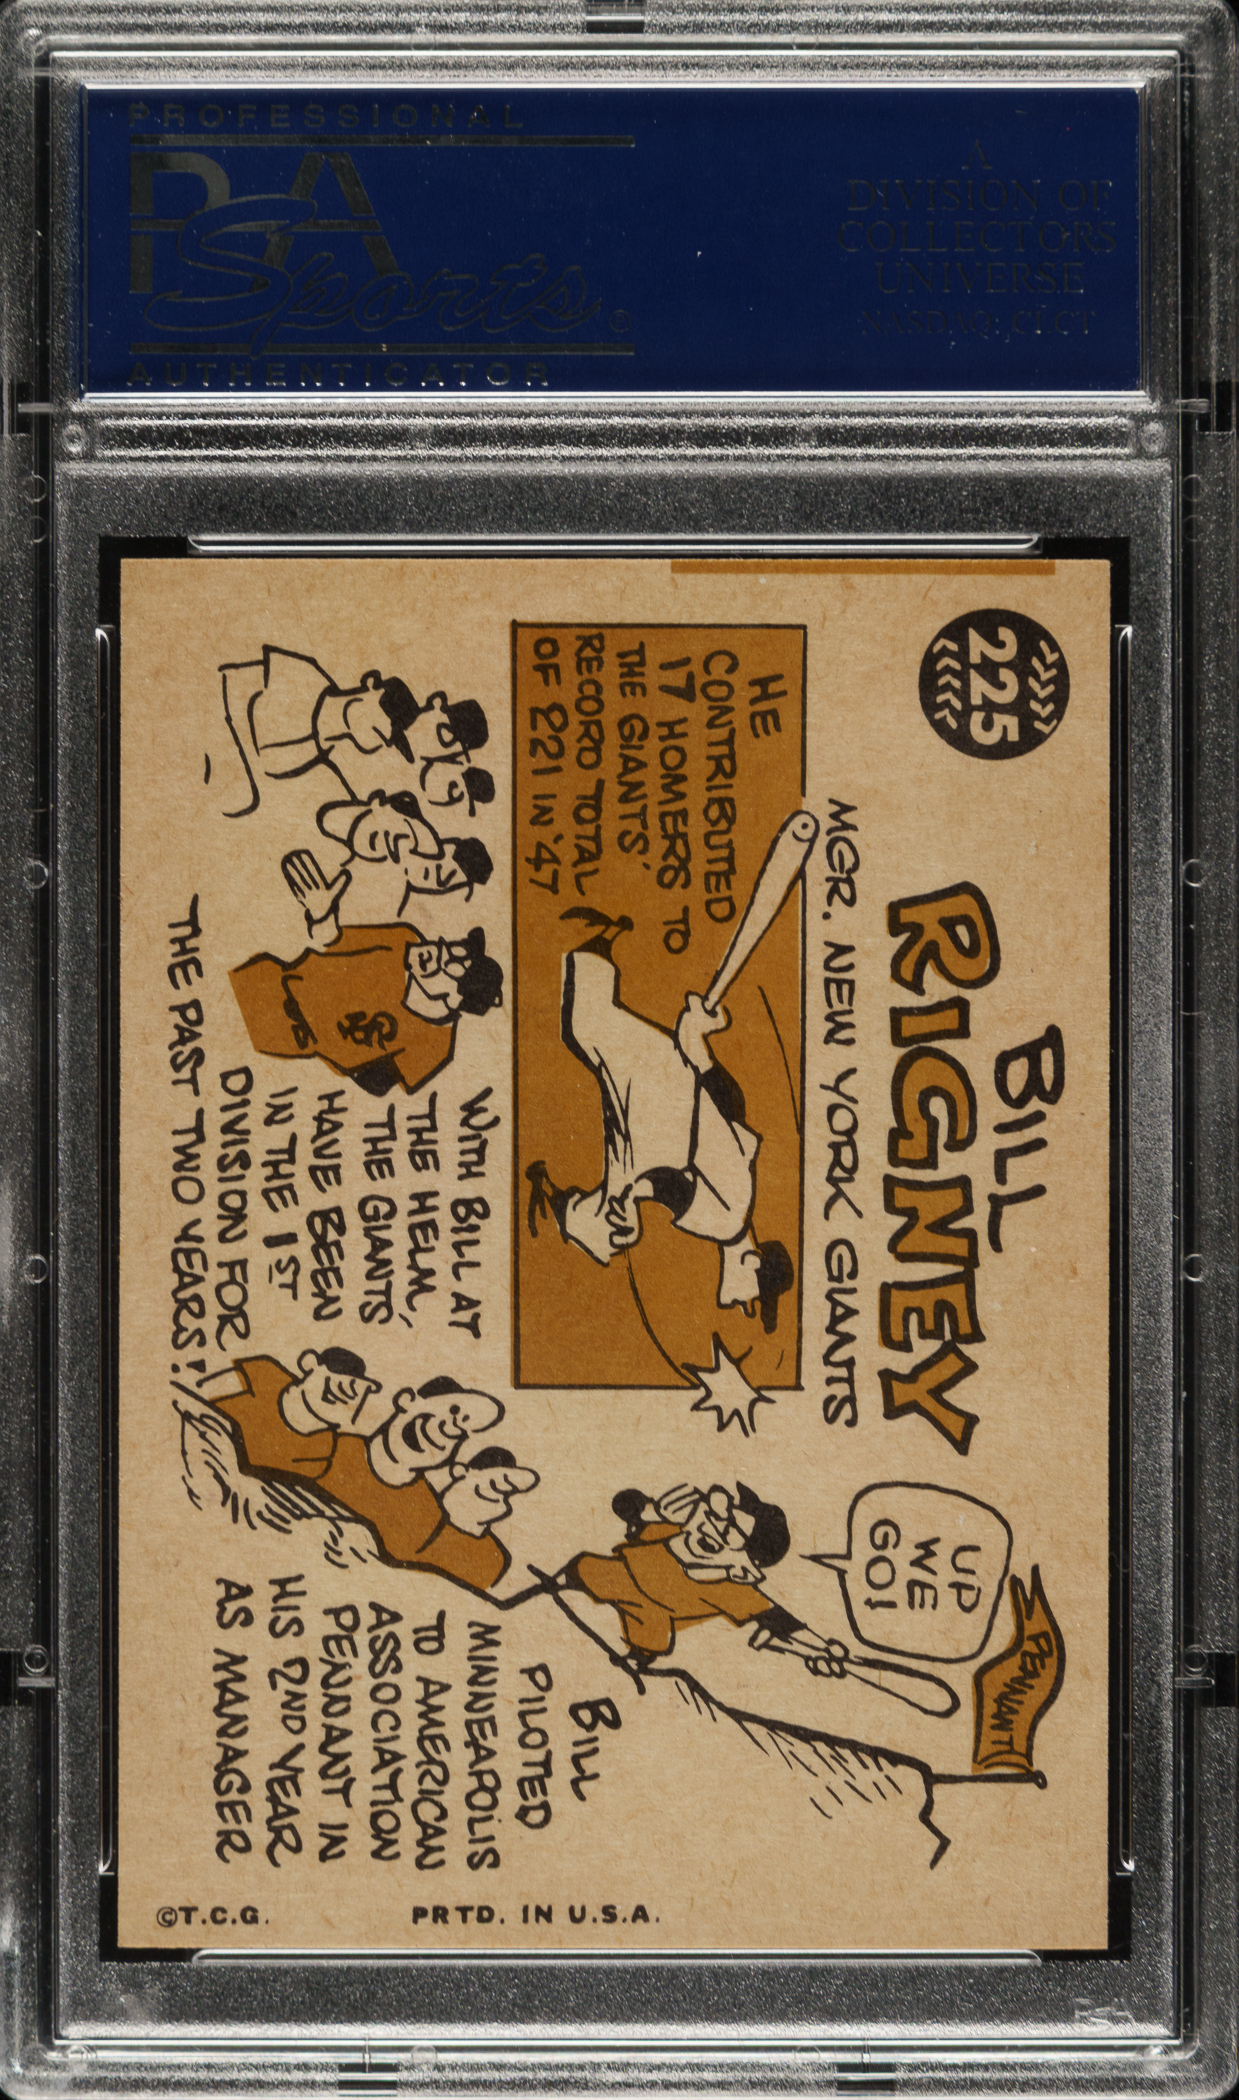 PROFESSIONAL
PSA
Sports®
AUTHENTICATOR
A
DIVISION OF
COLLECTORS
UNIVERSE
NASDAQ: CLCT
225
BILL
RIGNEY
MGR. NEW YORK GIANTS
HE
CONTRIBUTED
17 HOMERS TO
THE GIANTS'
RECORD TOTAL
OF 221 IN '47
WITH BILL AT
THE HELM,
THE GIANTS
HAVE BEEN
IN THE 1ST
DIVISION FOR
THE PAST TWO YEARS!
UP
WE
GO!
PENNANT
BILL
PILOTED
MINNEAPOLIS
TO AMERICAN
ASSOCIATION
PENNANT IN
HIS 2ND YEAR
AS MANAGER
©T.C.G.
PRTD. IN U.S.A.
PSA